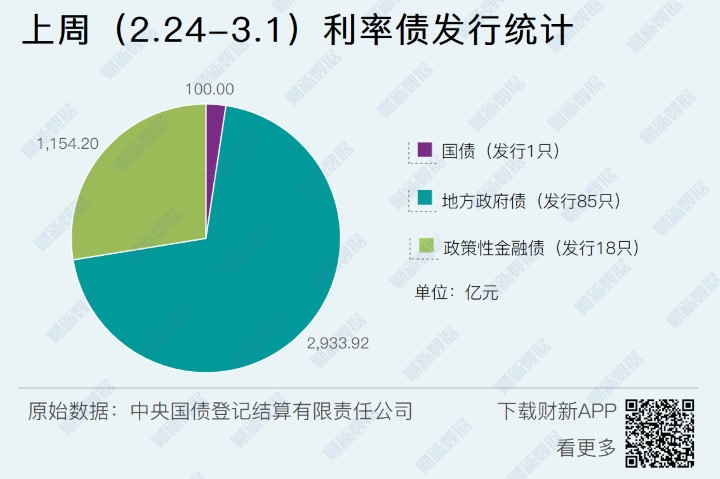 上周（2.24-3.1）利率债发行统计
100.00
1,154.20
国债（发行1只）
地方政府债（发行85只）
政策性金融债（发行18只）
单位：亿元
2,933.92
原始数据：中央国债登记结算有限责任公司
下载财新APP
看更多
财新数据